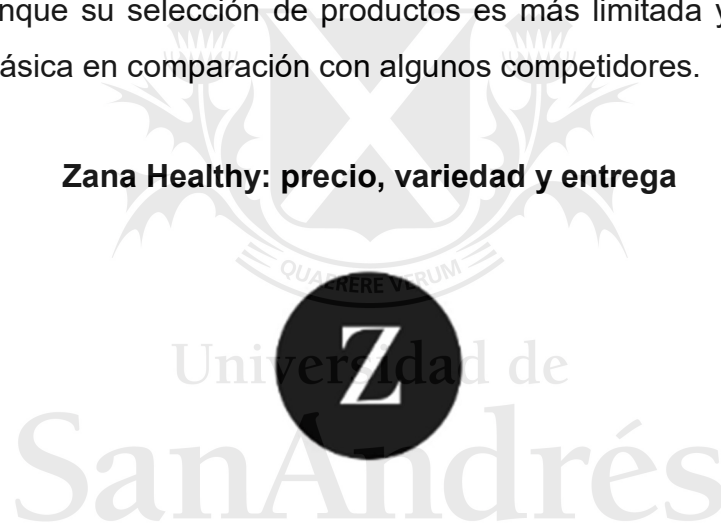 nque su selección de productos es más limitada y
ásica en comparación con algunos competidores.
Zana Healthy: precio, variedad y entrega
QUAERERE VERUM
Z
Universidad de
SanAndrés